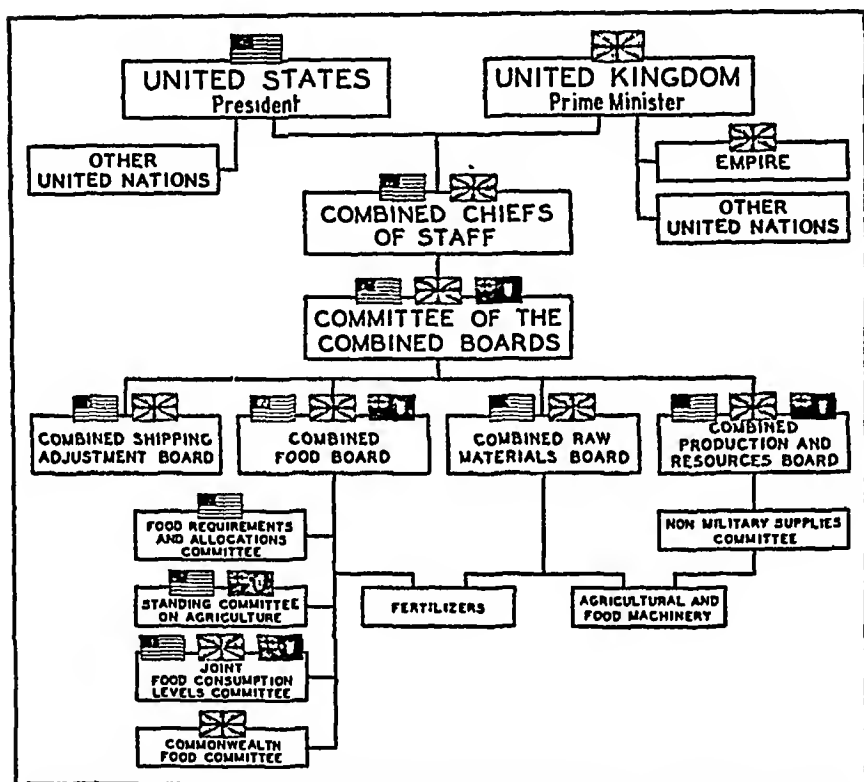 UNITED STATES
President
UNITED KINGDOM
Prime Minister
OTHER
UNITED NATIONS
EMPIRE
OTHER
UNITED NATIONS
COMBINED CHIEFS
OF STAFF
COMMITTEE OF THE
COMBINED BOARDS
COMBINED SHIPPING
ADJUSTMENT BOARD
COMBINED
FOOD BOARD
COMBINED RAW
MATERIALS BOARD
COMBINED
PRODUCTION AND
RESOURCES BOARD
FOOD REQUIREMENTS
AND ALLOCATIONS
COMMITTEE
NON MILITARY SUPPLIES
COMMITTEE
STANDING COMMITTEE
ON AGRICULTURE
FERTILIZERS
AGRICULTURAL AND
FOOD MACHINERY
JOINT
FOOD CONSUMPTION
LEVELS COMMITTEE
COMMONWEALTH
FOOD COMMITTEE